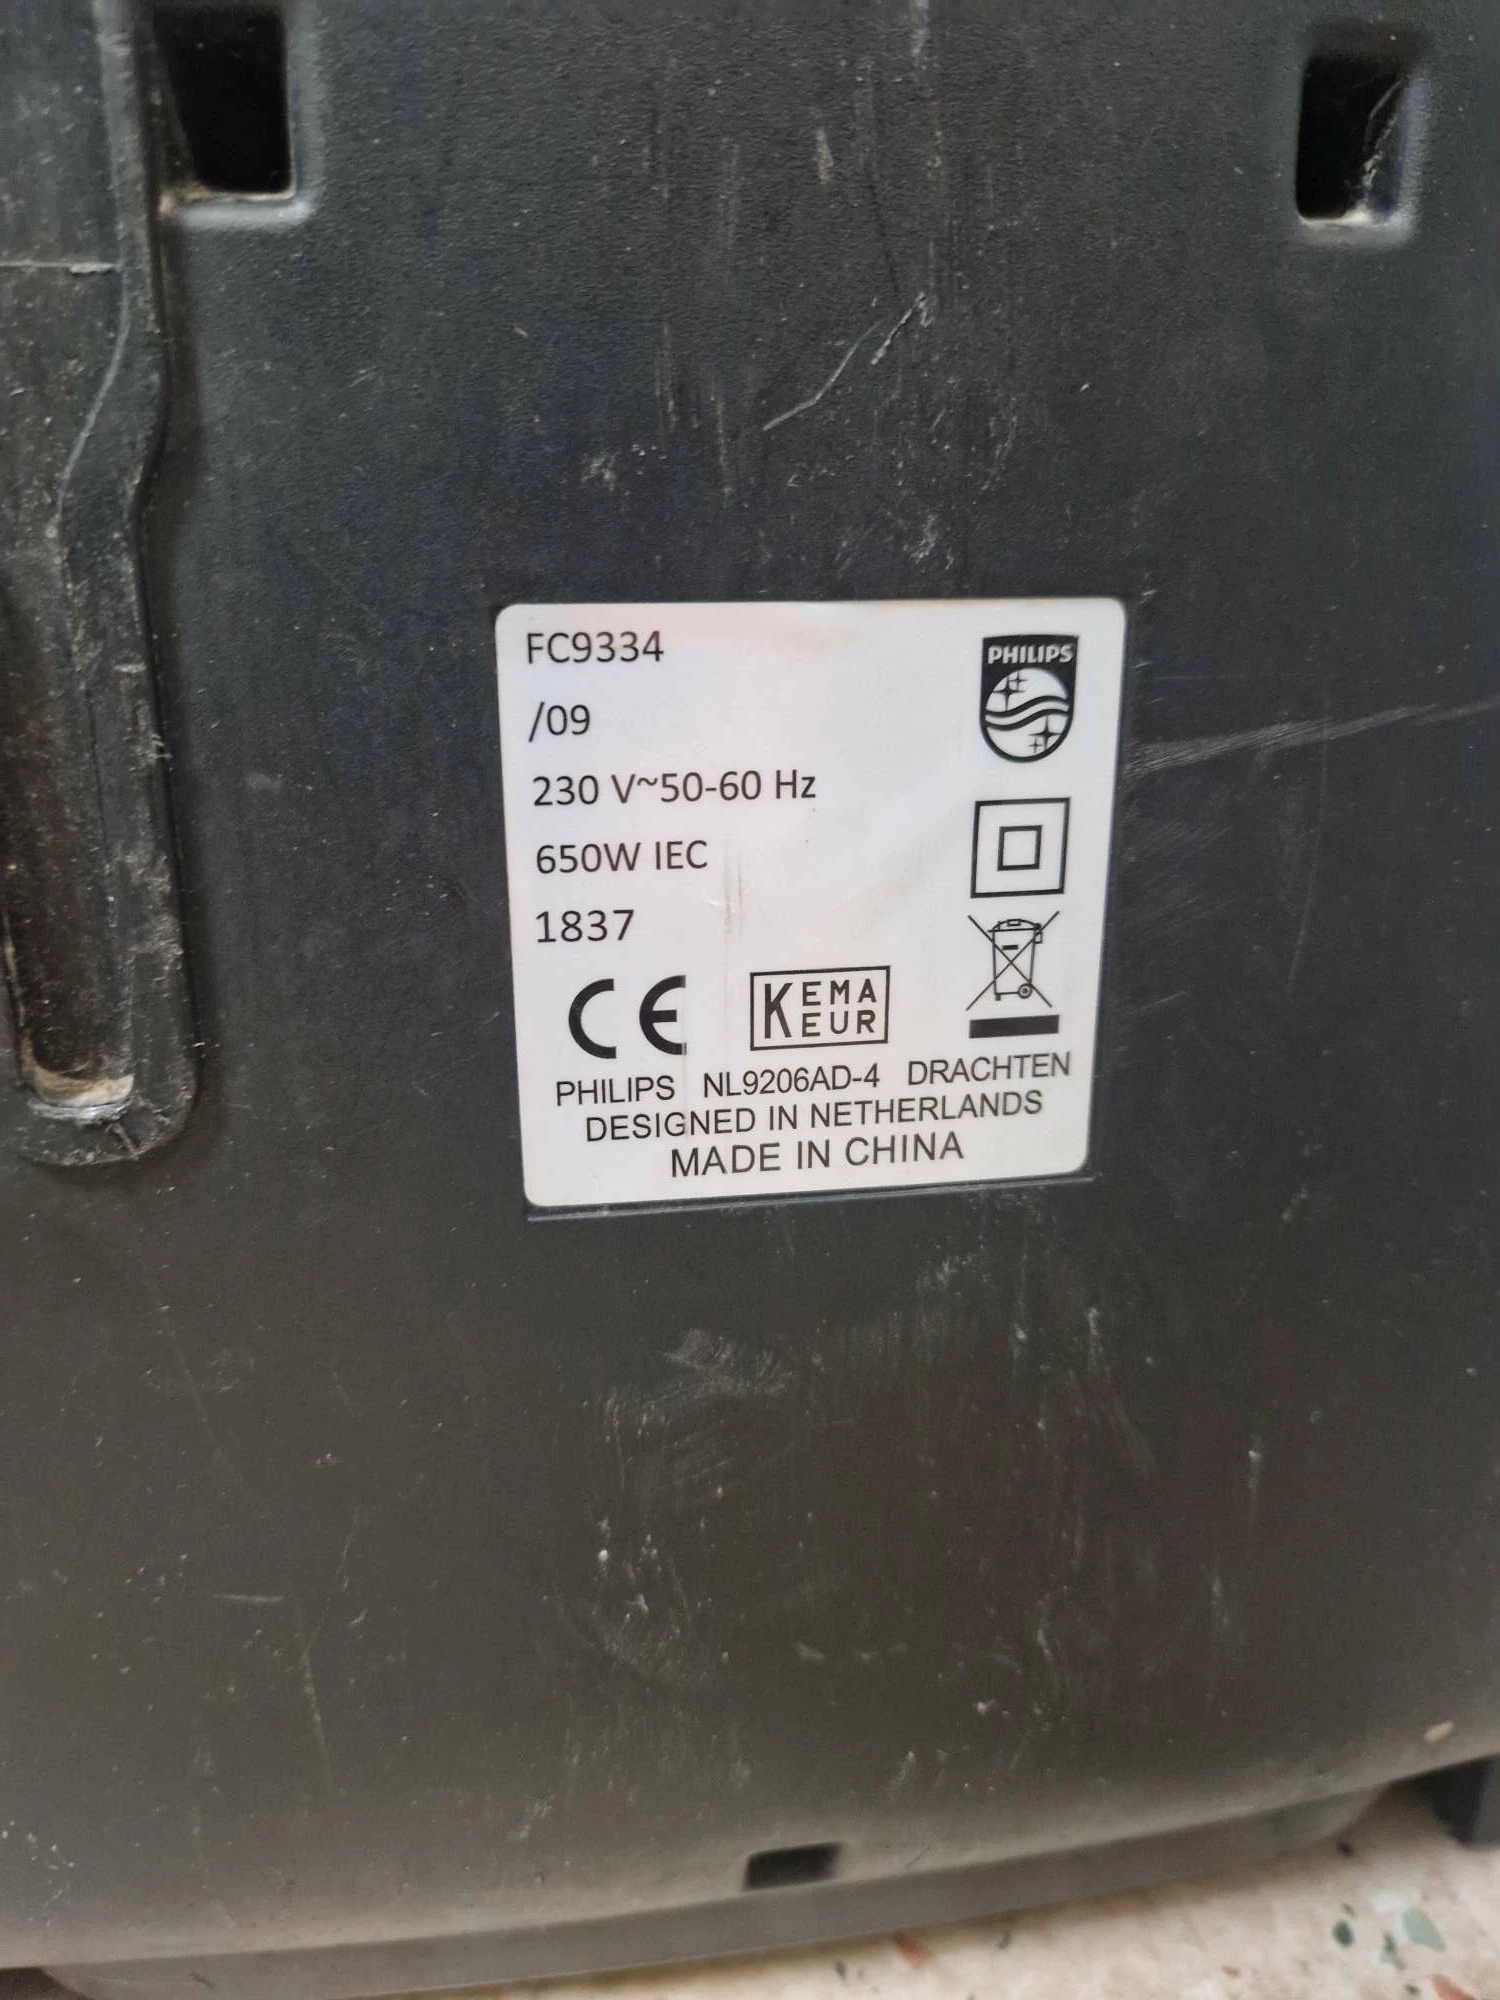 FC9334
PHILIPS
/09
230 V~50-60 Hz
650W IEC
1837
CE
KEMA
EUR
PHILIPS NL9206AD-4 DRACHTEN
DESIGNED IN NETHERLANDS
MADE IN CHINA